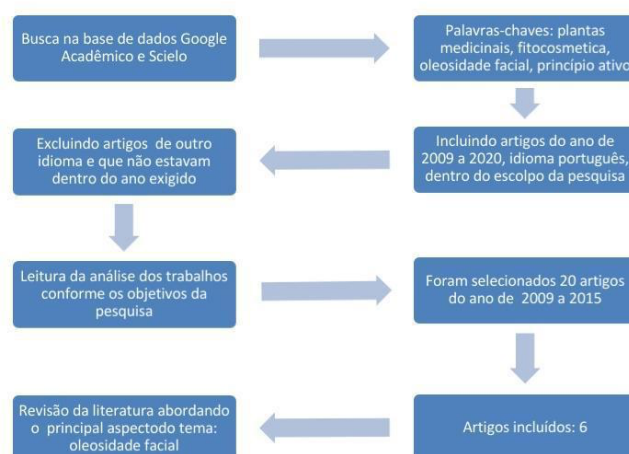 Busca na base de dados Google
Acadêmico e Scielo
Palavras-chaves: plantas
medicinais, fitocosmetica,
oleosidade facial, princípio ativo
Incluindo artigos do ano de
2009 a 2020, idioma português,
dentro do escolpo da pesquisa
Excluindo artigos de outro
idioma e que não estavam
dentro do ano exigido
Leitura da análise dos trabalhos
conforme os objetivos da
pesquisa
Foram selecionados 20 artigos
do ano de 2009 a 2015
Artigos incluídos: 6
Revisão da literatura abordando
o principal aspectodo tema:
oleosidade facial